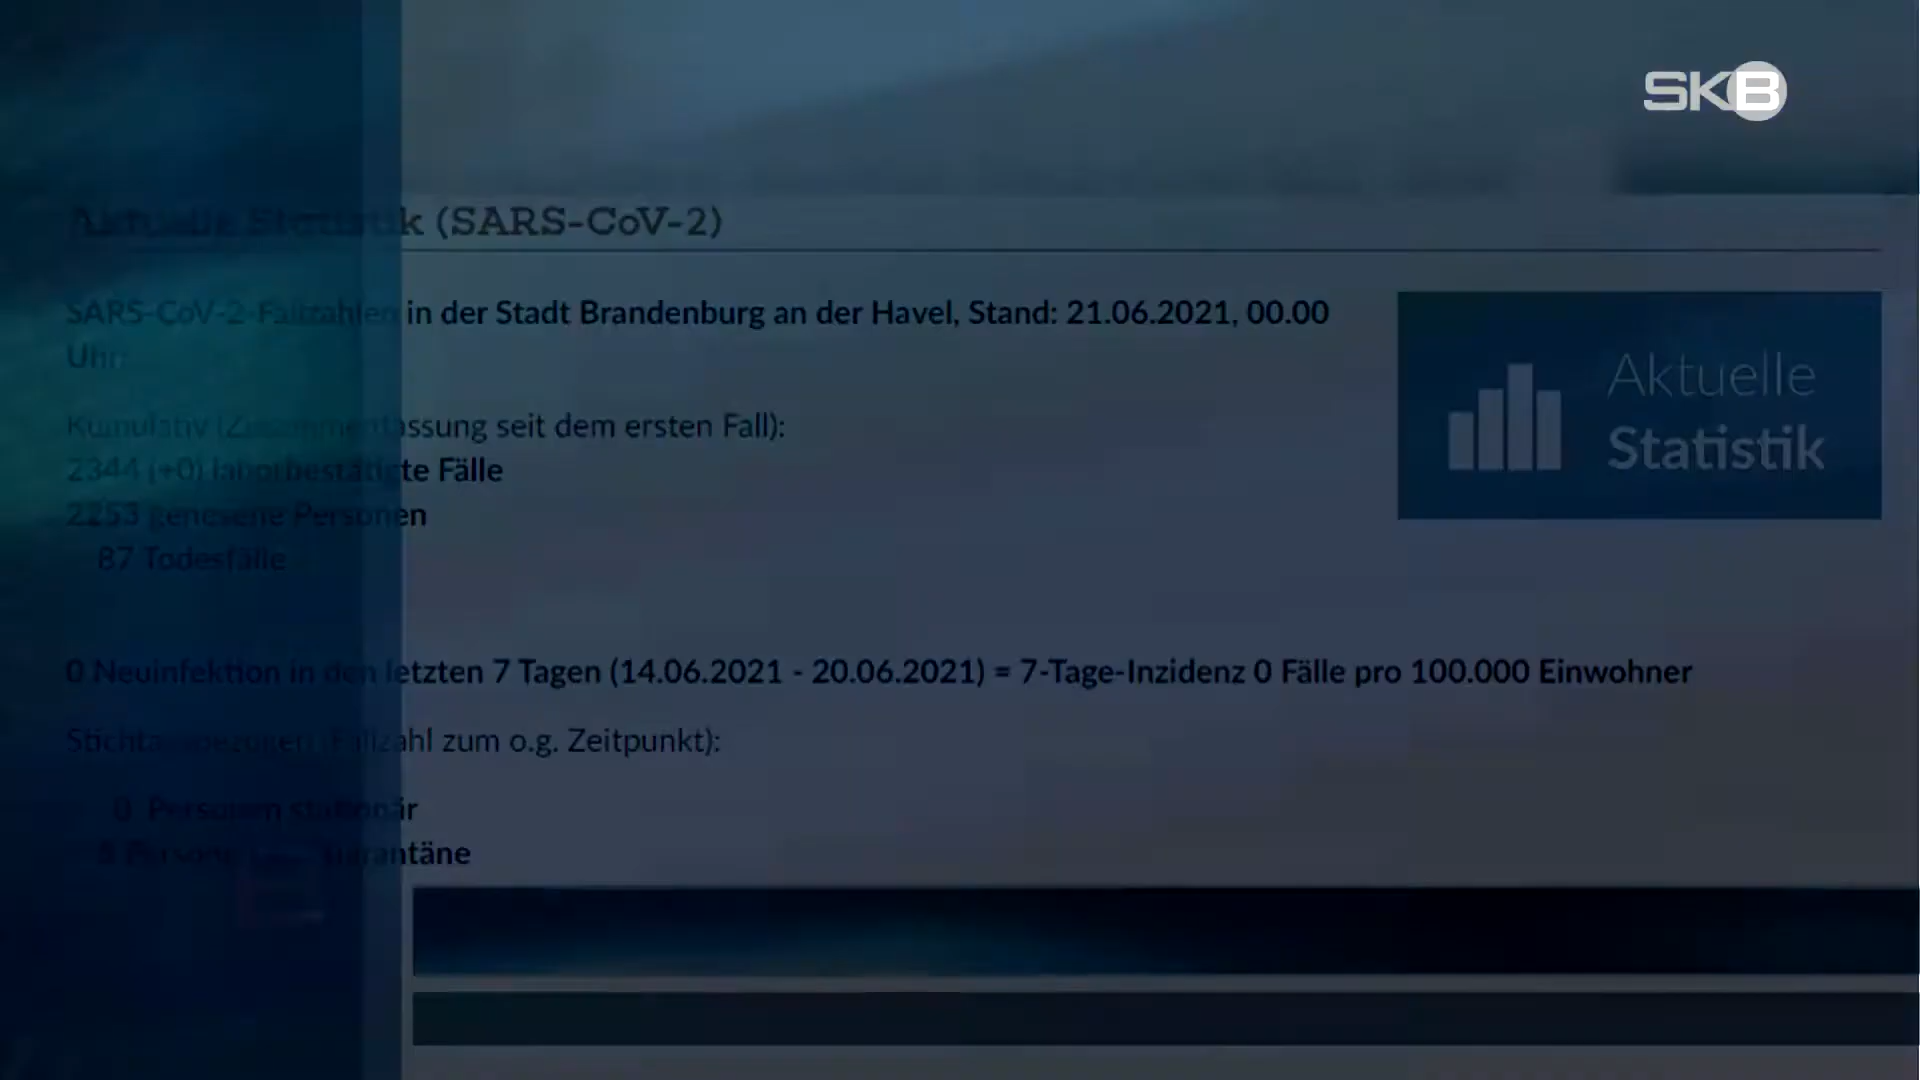 SKB
Aktuelle Statistik (SARS-CoV-2)
SARS-CoV-2-Fallzahlen in der Stadt Brandenburg an der Havel, Stand: 21.06.2021, 00.00
Uhr:
Aktuelle
Statistik
Kumulativ (Zusammenfassung seit dem ersten Fall):
2344 (+0) laborbestätigte Fälle
2253 genesene Personen
87 Todesfälle
0 Neuinfektion in den letzten 7 Tagen (14.06.2021 - 20.06.2021) = 7-Tage-Inzidenz 0 Fälle pro 100.000 Einwohner
Stichtagbezogen (Fallzahl zum o.g. Zeitpunkt):
0 Personen stationär
Quarantäne